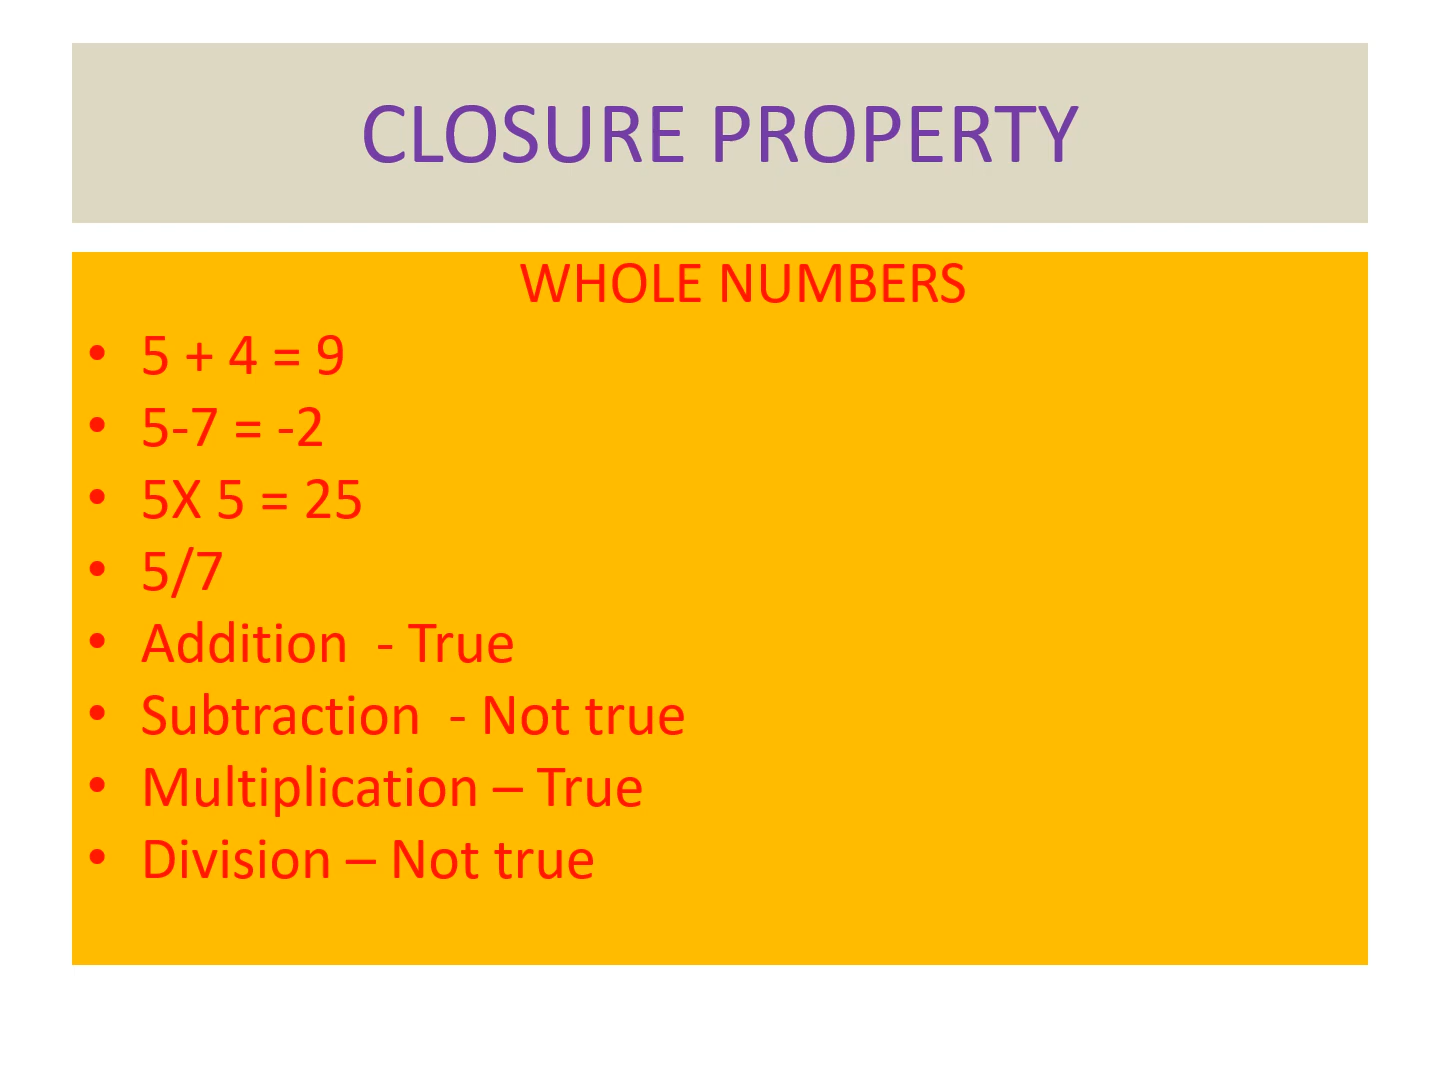 CLOSURE PROPERTY
WHOLE NUMBERS
• 5 + 4 = 9
• 5-7 = -2
• 5X 5 = 25
• 5/7
• Addition  - True
• Subtraction  - Not true
• Multiplication – True
• Division – Not true